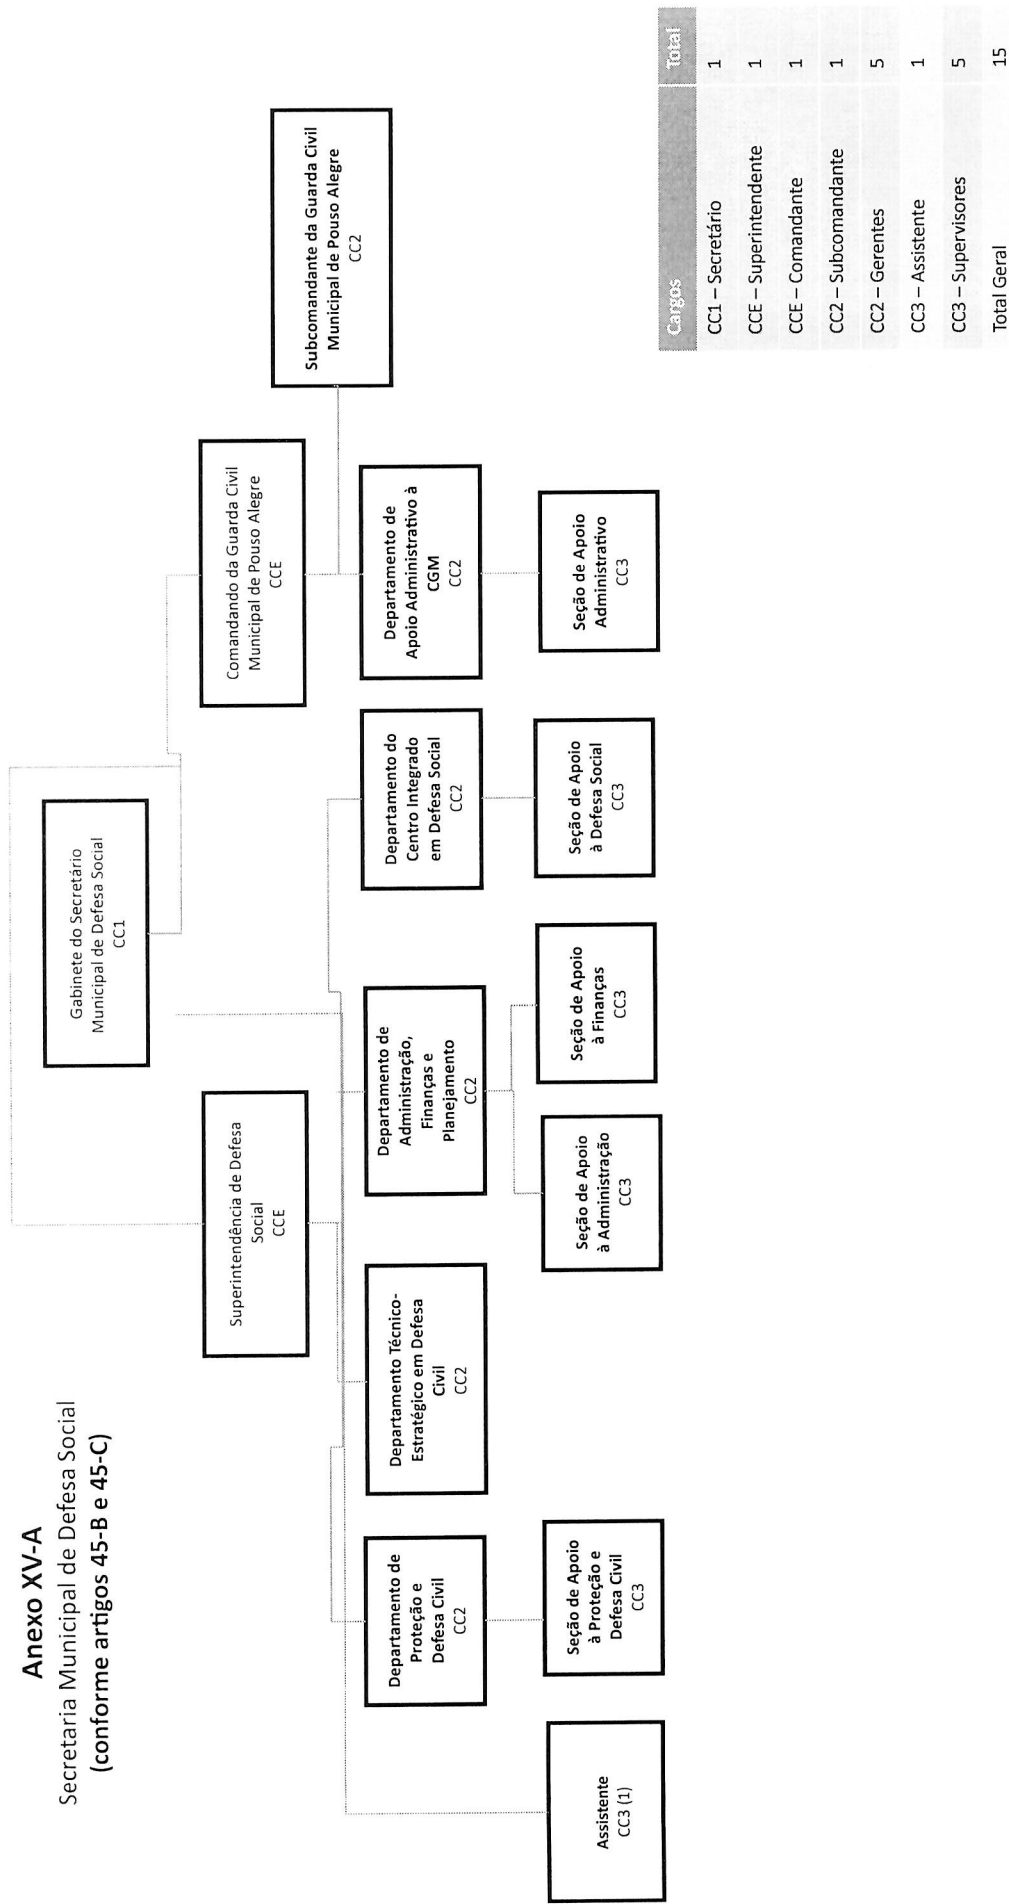 Anexo XV-A
Secretaria Municipal de Defesa Social
(conforme artigos 45-B e 45-C)
Gabinete do Secretário
Municipal de Defesa Social
CC1
Superintendência de Defesa
Social
CCE
Comando da Guarda Civil
Municipal de Pouso Alegre
CCE
Subcomandante da Guarda Civil
Municipal de Pouso Alegre
CC2
Departamento de
Proteção e
Defesa Civil
CC2
Departamento Técnico-
Estratégico em Defesa
Civil
CC2
Departamento de
Administração,
Finanças e
Planejamento
CC2
Departamento do
Centro Integrado
em Defesa Social
CC2
Departamento de
Apoio Administrativo à
CGM
CC2
Assistente
CC3 (1)
Seção de Apoio
à Proteção e
Defesa Civil
CC3
Seção de Apoio
à Administração
CC3
Seção de Apoio
à Finanças
CC3
Seção de Apoio
à Defesa Social
CC3
Seção de Apoio
Administrativo
CC3
Cargos Total
CC1 – Secretário 1
CCE – Superintendente 1
CCE – Comandante 1
CC2 – Subcomandante 1
CC2 – Gerentes 5
CC3 – Assistente 1
CC3 – Supervisores 5
Total Geral 15